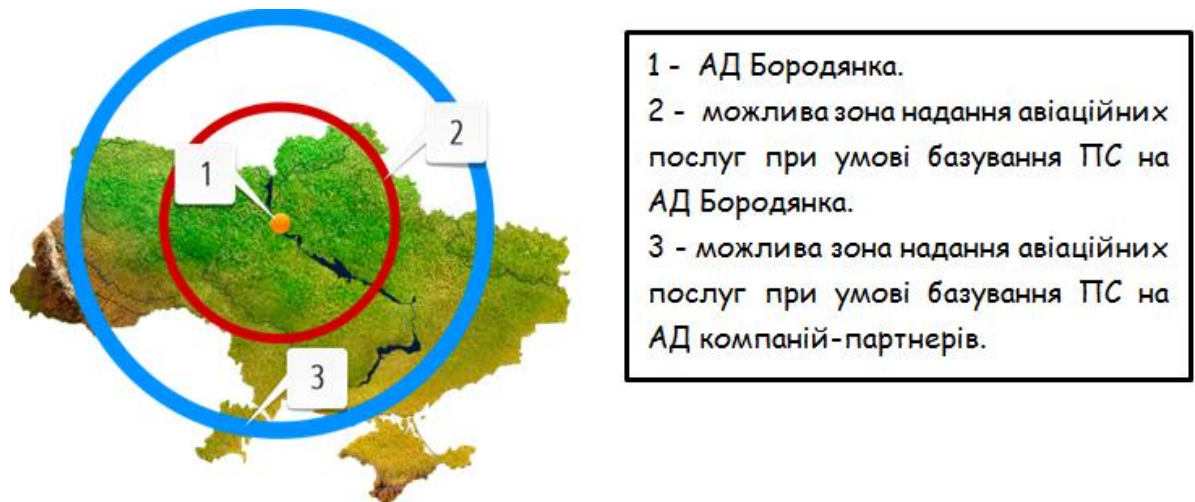 1
2
3
1 - АД Бородянка.
2 - можлива зона надання авіаційних
послуг при умові базування ПС на
АД Бородянка.
3 - можлива зона надання авіаційних
послуг при умові базування ПС на
АД компаній-партнерів.